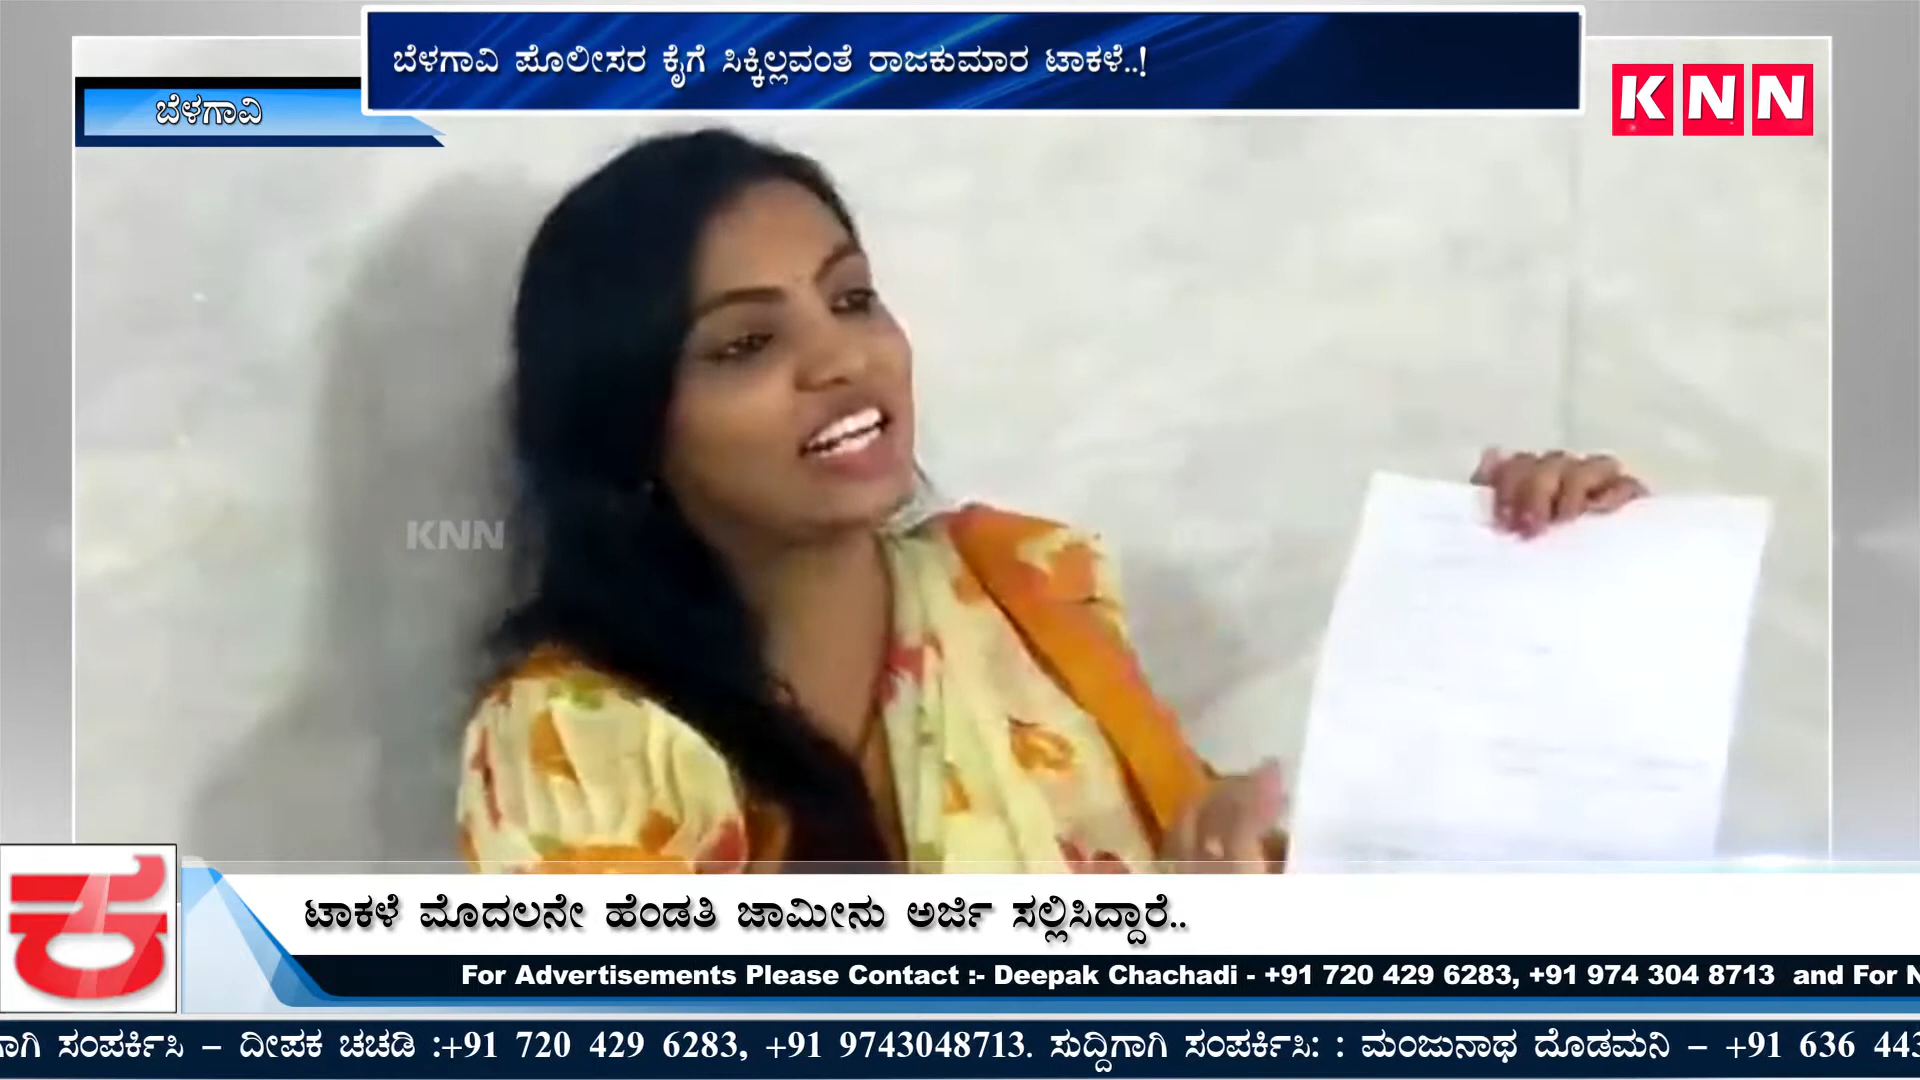 ಬೆಳಗಾವಿ ಪೊಲೀಸರ ಕೈಗೆ ಸಿಕ್ಕಿಲ್ಲವಂತೆ ರಾಜಕುಮಾರ ಟಾಕಳೆ..!
ಬೆಳಗಾವಿ
KNN
KNN
ಟಾಕಳೆ ಮೊದಲನೇ ಹೆಂಡತಿ ಜಾಮೀನು ಅರ್ಜಿ ಸಲ್ಲಿಸಿದ್ದಾರೆ..
ಕ
For Advertisements Please Contact :- Deepak Chachadi - +91 720 429 6283, +91 974 304 8713 and For N
ಗಾಗಿ ಸಂಪರ್ಕಿಸಿ – ದೀಪಕ ಚಚಡಿ :+91 720 429 6283, +91 9743048713. ಸುದ್ದಿಗಾಗಿ ಸಂಪರ್ಕಿಸಿ: : ಮಂಜುನಾಥ ದೊಡಮನಿ – +91 636 443